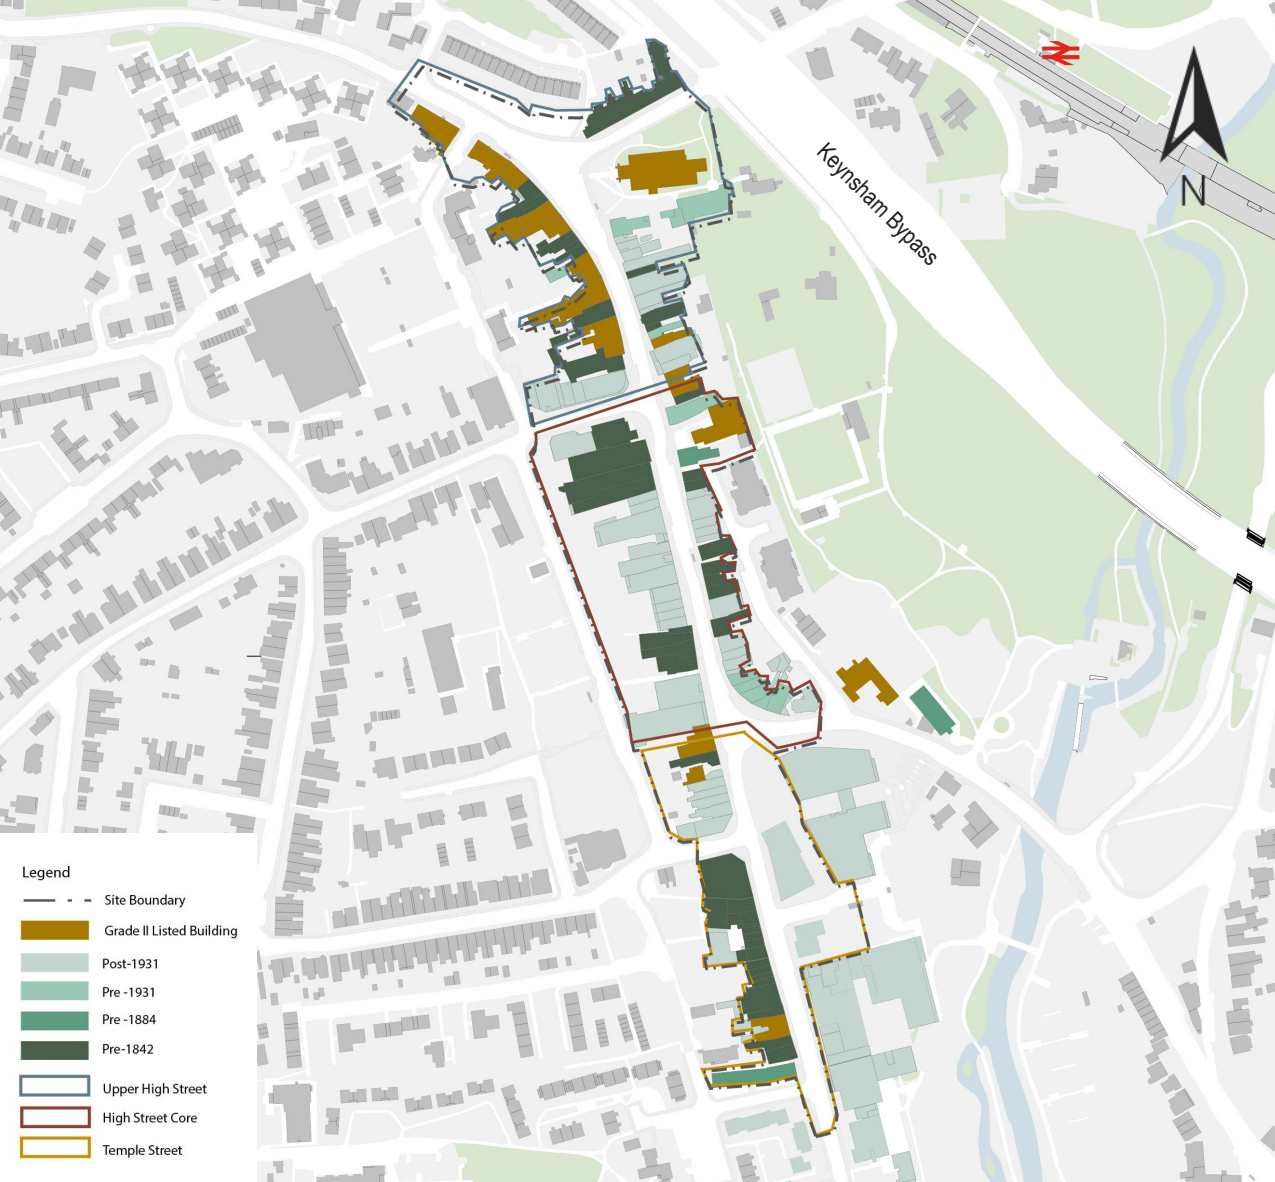 Keynsham Bypass
N
Legend
Site Boundary
Grade II Listed Building
Post-1931
Pre -1931
Pre -1884
Pre-1842
Upper High Street
High Street Core
Temple Street